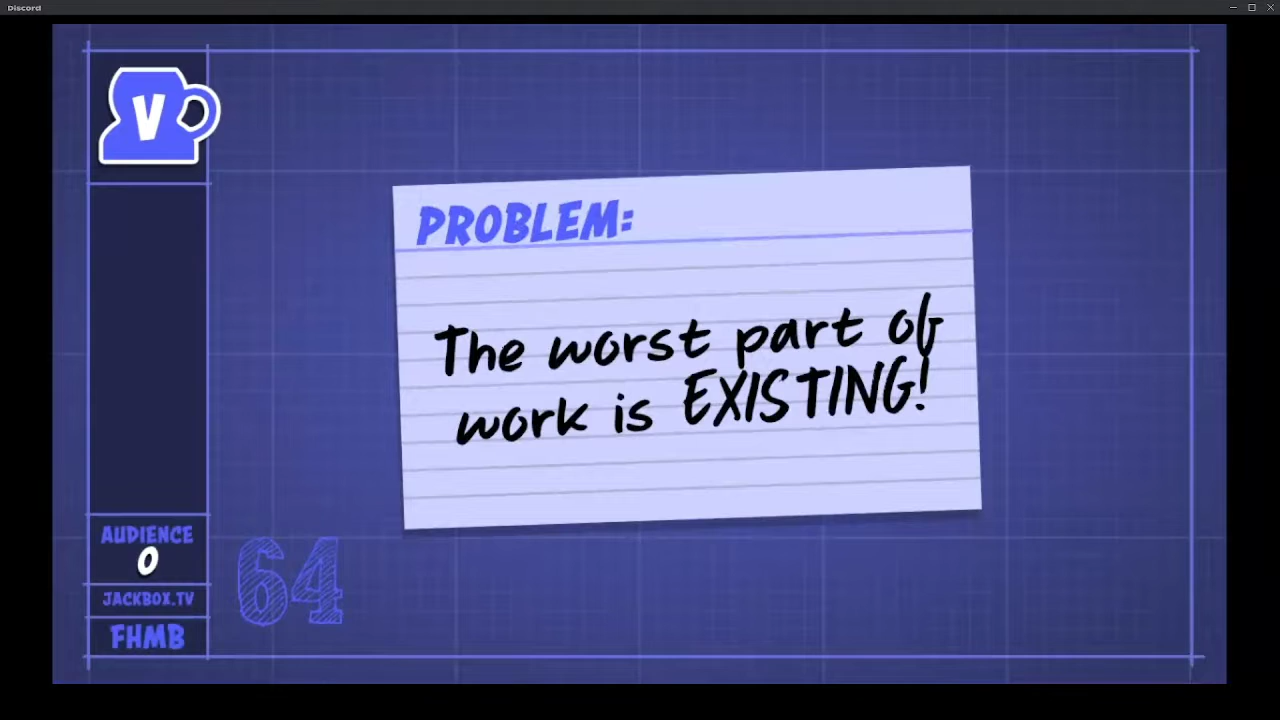 Discord
V
PROBLEM:
The worst part of
work is EXISTING!
AUDIENCE
0
JACKBOX.TV
FHMB
64